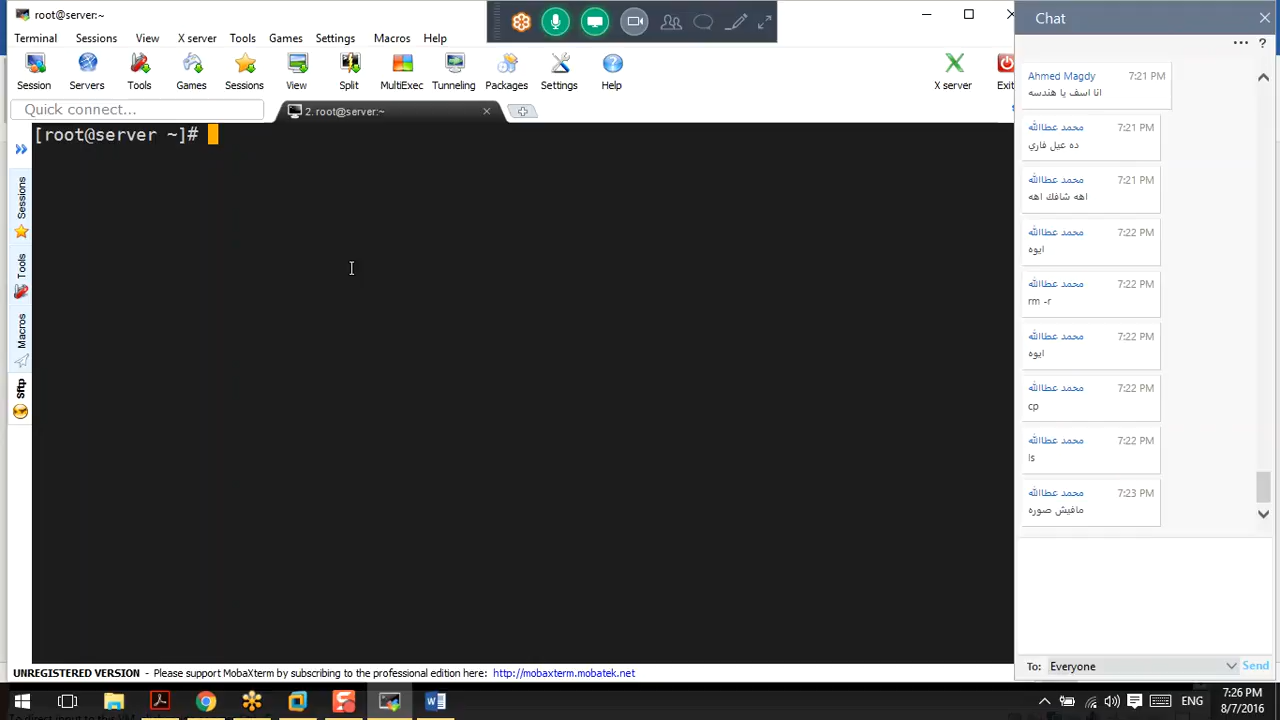 root@server:~
Terminal Sessions View X server Tools Games Settings Macros Help
Session Servers Tools Games Sessions View Split MultiExec Tunneling Packages Settings Help X server Exit
Quick connect...
2. root@server:~
[root@server ~]#
Sessions
Tools
Macros
Sftp
UNREGISTERED VERSION - Please support MobaXterm by subscribing to the professional edition here: http://mobaxterm.mobatek.net
Chat
Ahmed Magdy 7:21 PM
انا اسف يا هندسه
محمد عطاالله 7:21 PM
ده عيل فاري
محمد عطاالله 7:21 PM
اهه شافك اهه
محمد عطاالله 7:22 PM
ايوه
محمد عطاالله 7:22 PM
rm -r
محمد عطاالله 7:22 PM
ايوه
محمد عطاالله 7:22 PM
cp
محمد عطاالله 7:22 PM
ls
محمد عطاالله 7:23 PM
مافيش صوره
To: Everyone Send
ENG
7:26 PM
8/7/2016